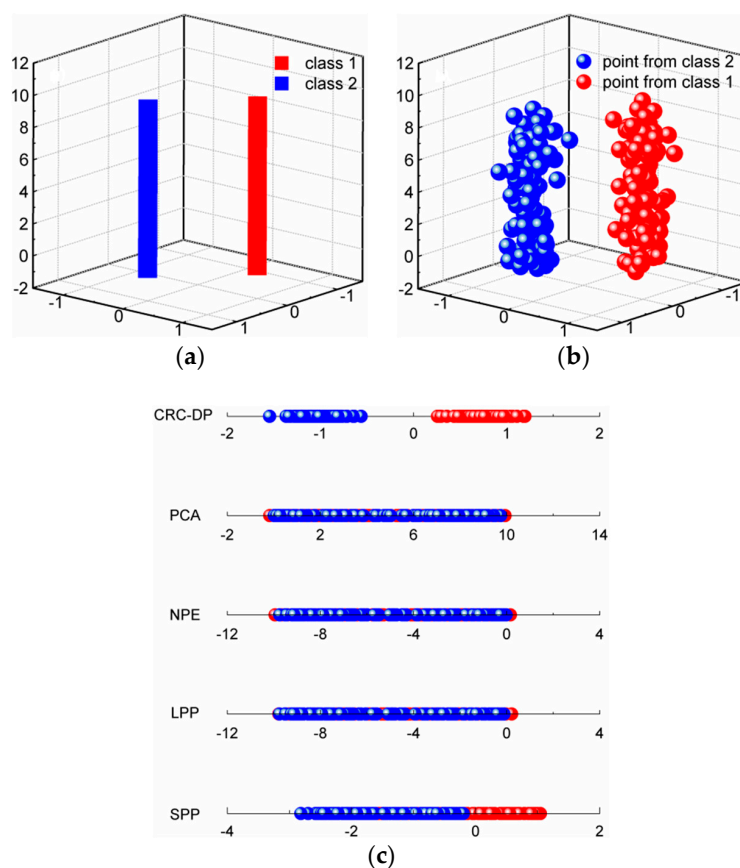 12
10
8
6
4
2
0
-2
-1
0
1
1
0
-1
class 1
class 2
(a)
12
10
8
6
4
2
0
-2
-1
0
1
1
0
-1
point from class 2
point from class 1
(b)
CRC-DP
-2 -1 0 1 2
PCA
-2 2 6 10 14
NPE
-12 -8 -4 0 4
LPP
-12 -8 -4 0 4
SPP
-4 -2 0 2
(c)